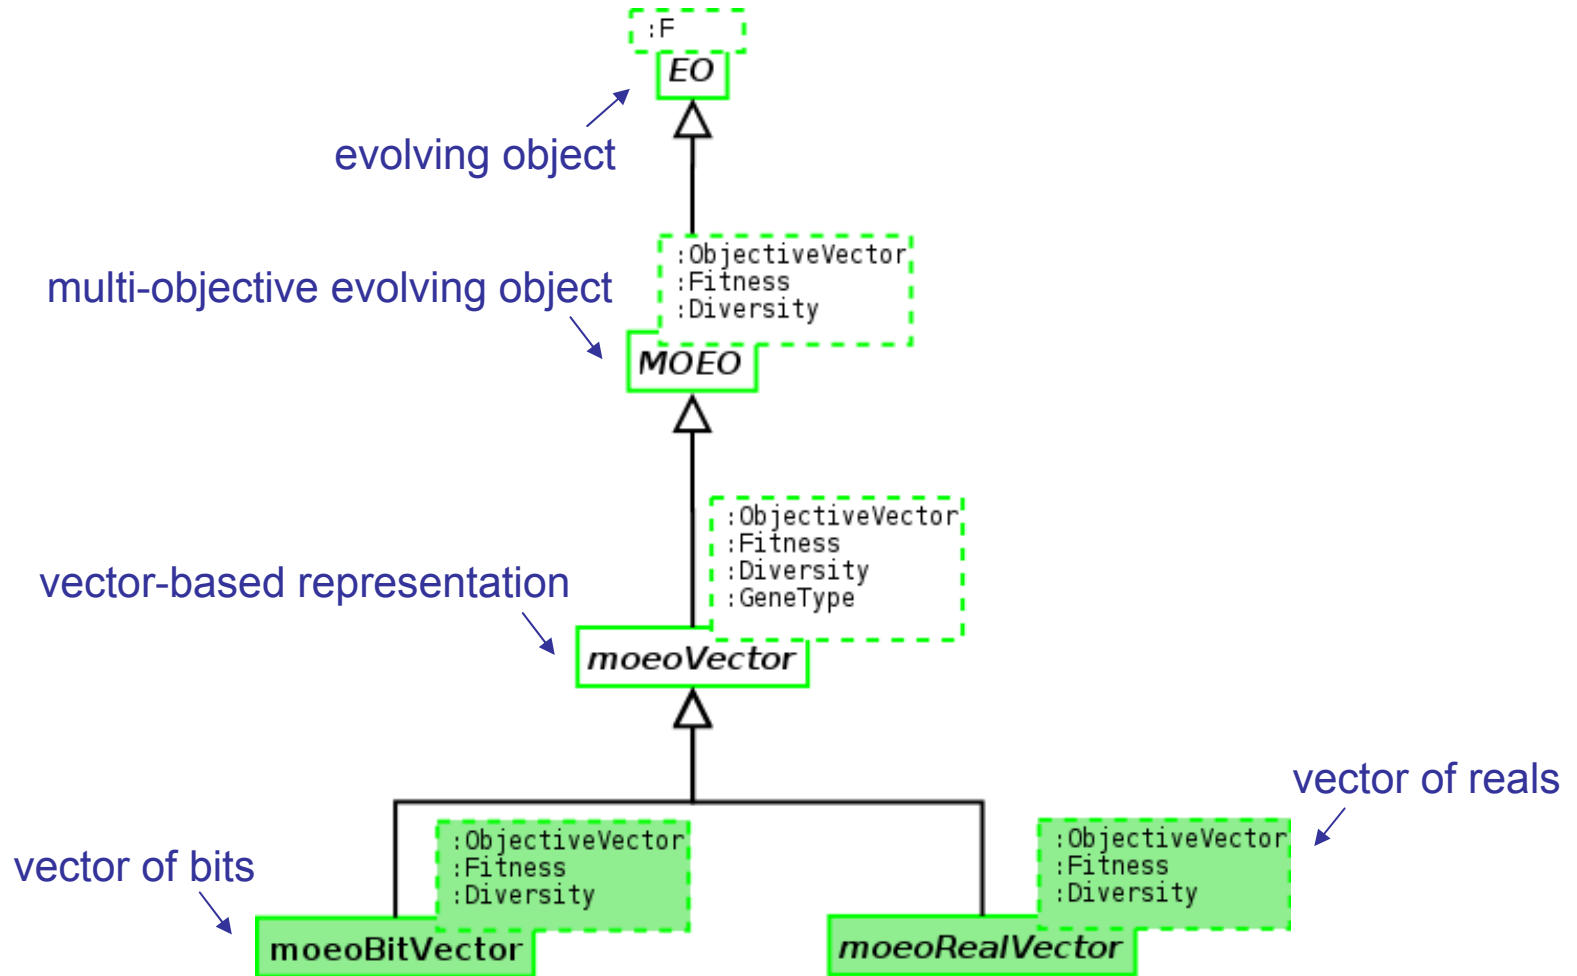 :F
EO
evolving object
:ObjectiveVector
:Fitness
:Diversity
multi-objective evolving object
MOEO
:ObjectiveVector
:Fitness
:Diversity
:GeneType
vector-based representation
moeoVector
vector of reals
:ObjectiveVector
:Fitness
:Diversity
vector of bits
moeoBitVector
:ObjectiveVector
:Fitness
:Diversity
moeoRealVector